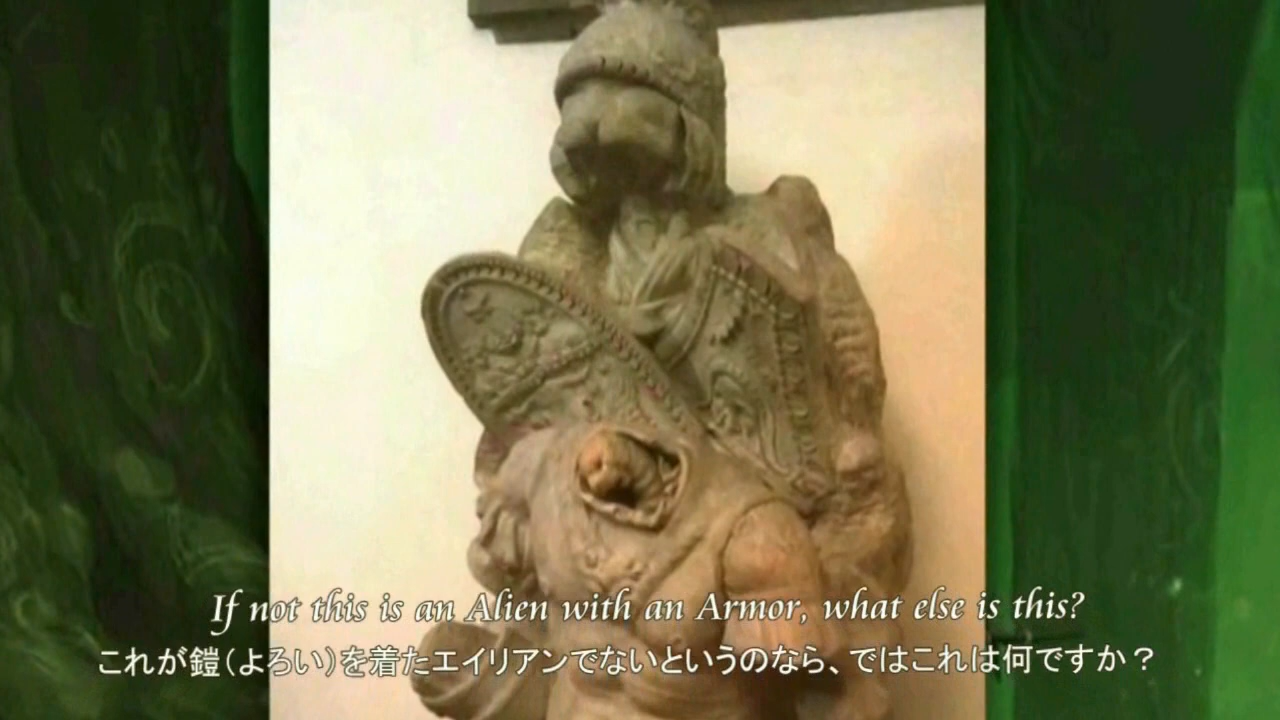 If not this is an Alien with an Armor, what else is this?
これが鎧（よろい）を着たエイリアンでないというのなら、ではこれは何ですか？